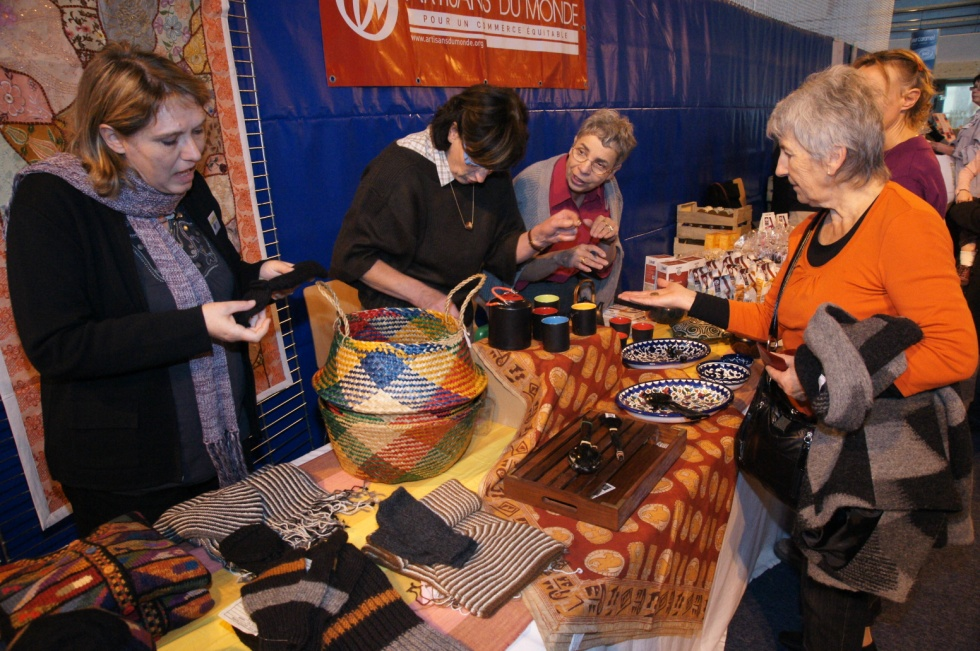 ARTISANS DU MONDE
POUR UN COMMERCE ÉQUITABLE
www.artisansdumonde.org